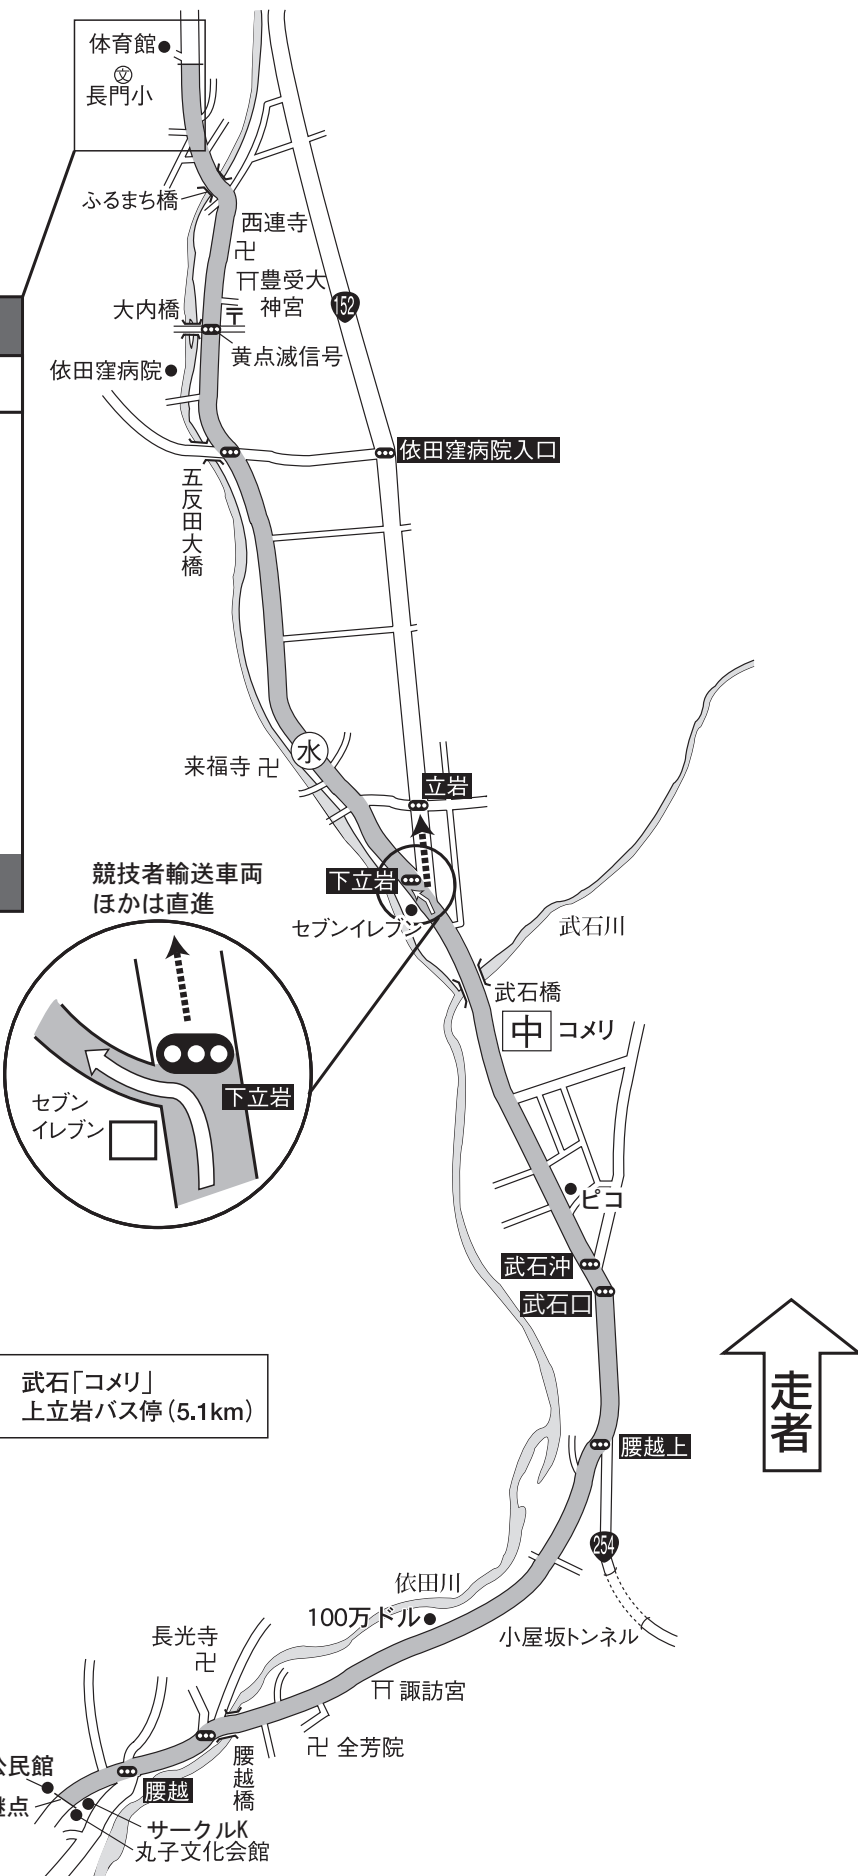 体育館
文
長門小
ふるまち橋
西連寺
卍
豊受大
神宮
152
大内橋
〒
黄点滅信号
依田窪病院
依田窪病院入口
五反田大橋
水
来福寺 卍
立岩
下立岩
セブンイレブン
競技者輸送車両
ほかは直進
下立岩
セブン
イレブン
武石川
武石橋
中 コメリ
ピコ
武石沖
武石口
武石「コメリ」
上立岩バス停(5.1km)
走者
腰越上
254
依田川
100万ドル
小屋坂トンネル
長光寺
卍
諏訪宮
卍 全芳院
腰越橋
腰越
公民館
継点
サークルK
丸子文化会館